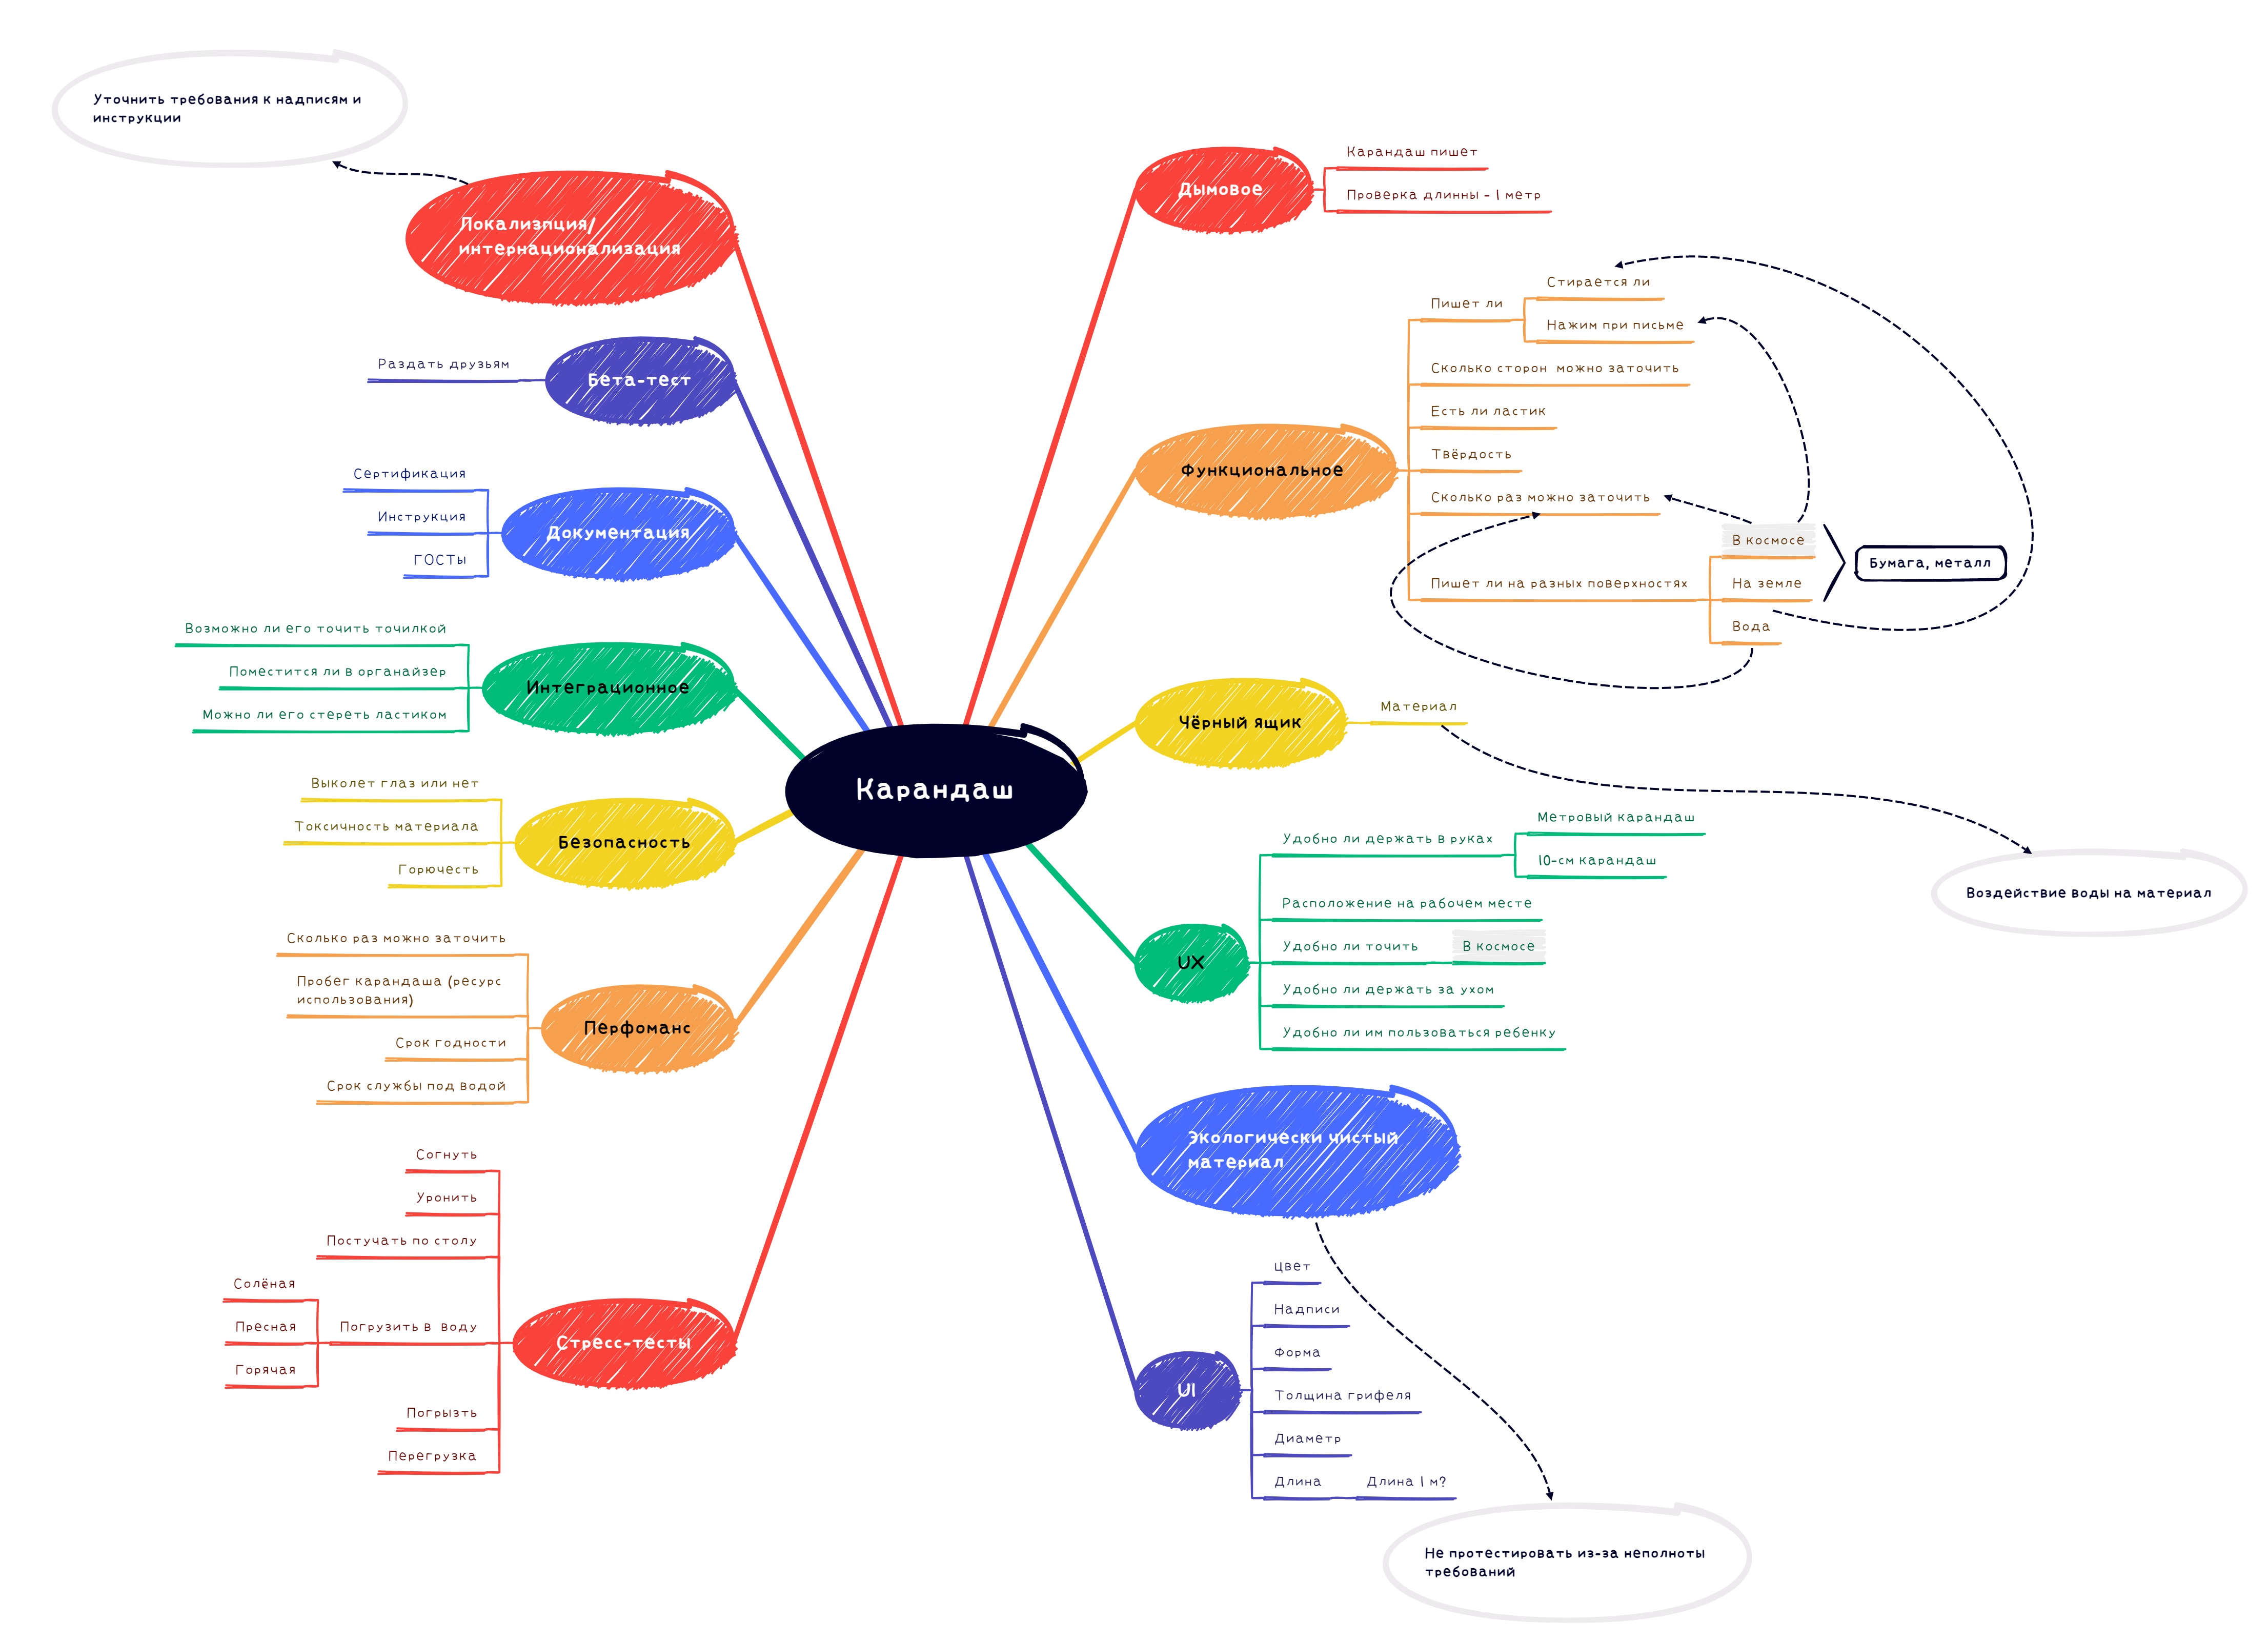 Уточнить требования к надписям и
инструкции
Локализпция/
интернационализация
Бета-тест
Раздать друзьям
Документация
Сертификация
Инструкция
ГОСТы
Интеграционное
Возможно ли его точить точилкой
Поместится ли в органайзер
Можно ли его стереть ластиком
Безопасность
Выколет глаз или нет
Токсичность материала
Горючесть
Перфоманс
Сколько раз можно заточить
Пробег карандаша (ресурс
использования)
Срок годности
Срок службы под водой
Стресс-тесты
Согнуть
Уронить
Постучать по столу
Погрузить в воду
Солёная
Пресная
Горячая
Погрызть
Перегрузка
Карандаш
Дымовое
Карандаш пишет
Проверка длинны - 1 метр
Функциональное
Пишет ли
Стирается ли
Нажим при письме
Сколько сторон можно заточить
Есть ли ластик
Твёрдость
Сколько раз можно заточить
Пишет ли на разных поверхностях
В космосе
На земле
Вода
Бумага, металл
Чёрный ящик
Материал
Воздействие воды на материал
UX
Удобно ли держать в руках
Метровый карандаш
10-см карандаш
Расположение на рабочем месте
Удобно ли точить
В космосе
Удобно ли держать за ухом
Удобно ли им пользоваться ребенку
Экологически чистый
материал
UI
Цвет
Надписи
Форма
Толщина грифеля
Диаметр
Длина
Длина 1 м?
Не протестировать из-за неполноты
требований